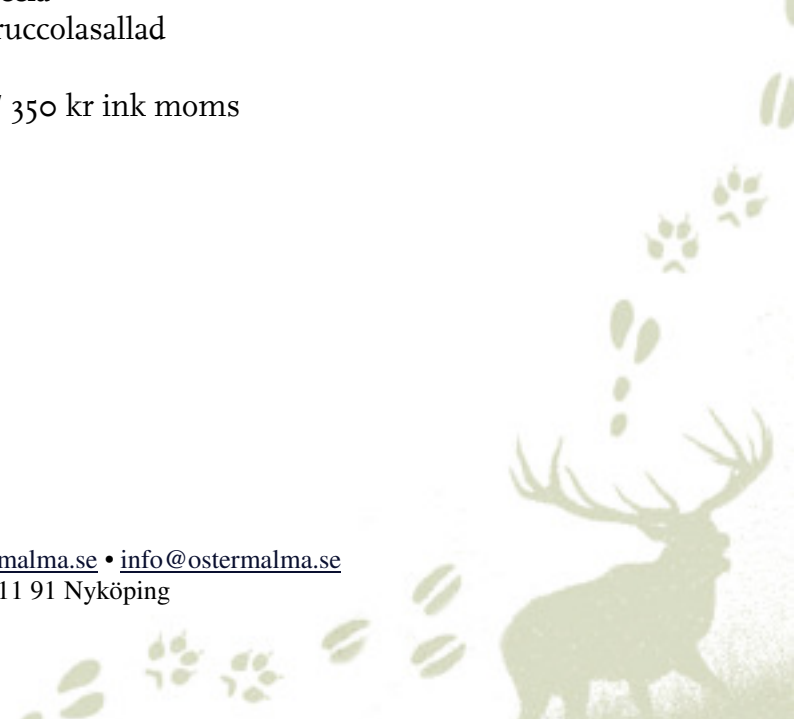 ruccolasallad
350 kr ink moms
malma.se • info@ostermalma.se
11 91 Nyköping